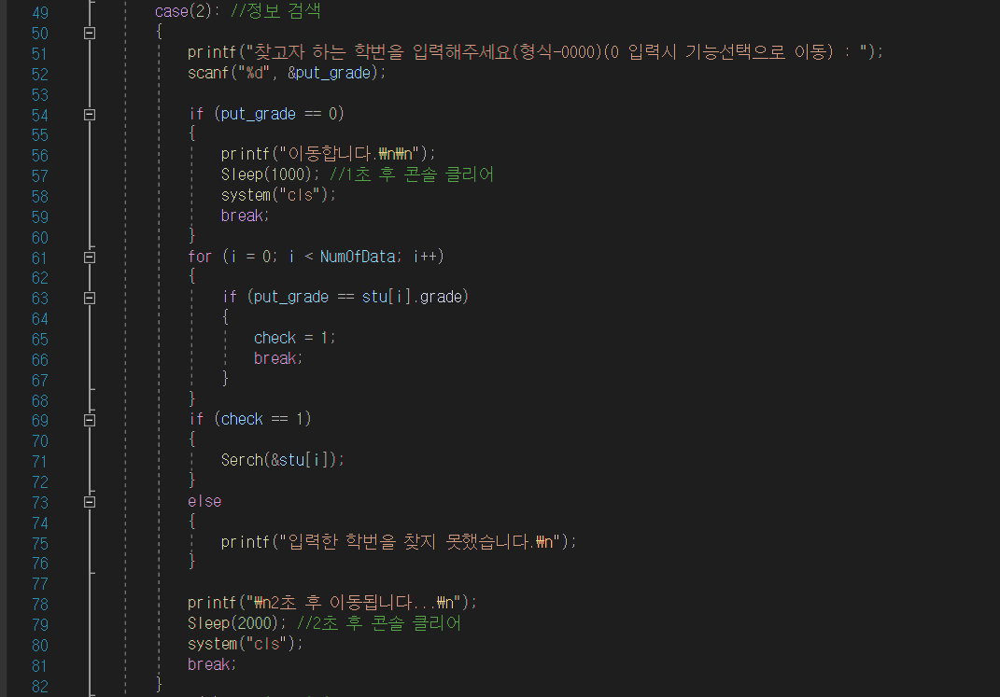 49 case(2): //정보 검색
50 {
51 printf("찾고자 하는 학번을 입력해주세요(형식-0000)(0 입력시 기능선택으로 이동) : ");
52 scanf("%d", &put_grade);
53
54 if (put_grade == 0)
55 {
56 printf("이동합니다.₩n₩n");
57 Sleep(1000); //1초 후 콘솔 클리어
58 system("cls");
59 break;
60 }
61 for (i = 0; i < NumOfData; i++)
62 {
63 if (put_grade == stu[i].grade)
64 {
65 check = 1;
66 break;
67 }
68 }
69 if (check == 1)
70 {
71 Serch(&stu[i]);
72 }
73 else
74 {
75 printf("입력한 학번을 찾지 못했습니다.₩n");
76 }
77
78 printf("₩n2초 후 이동됩니다...₩n");
79 Sleep(2000); //2초 후 콘솔 클리어
80 system("cls");
81 break;
82 }